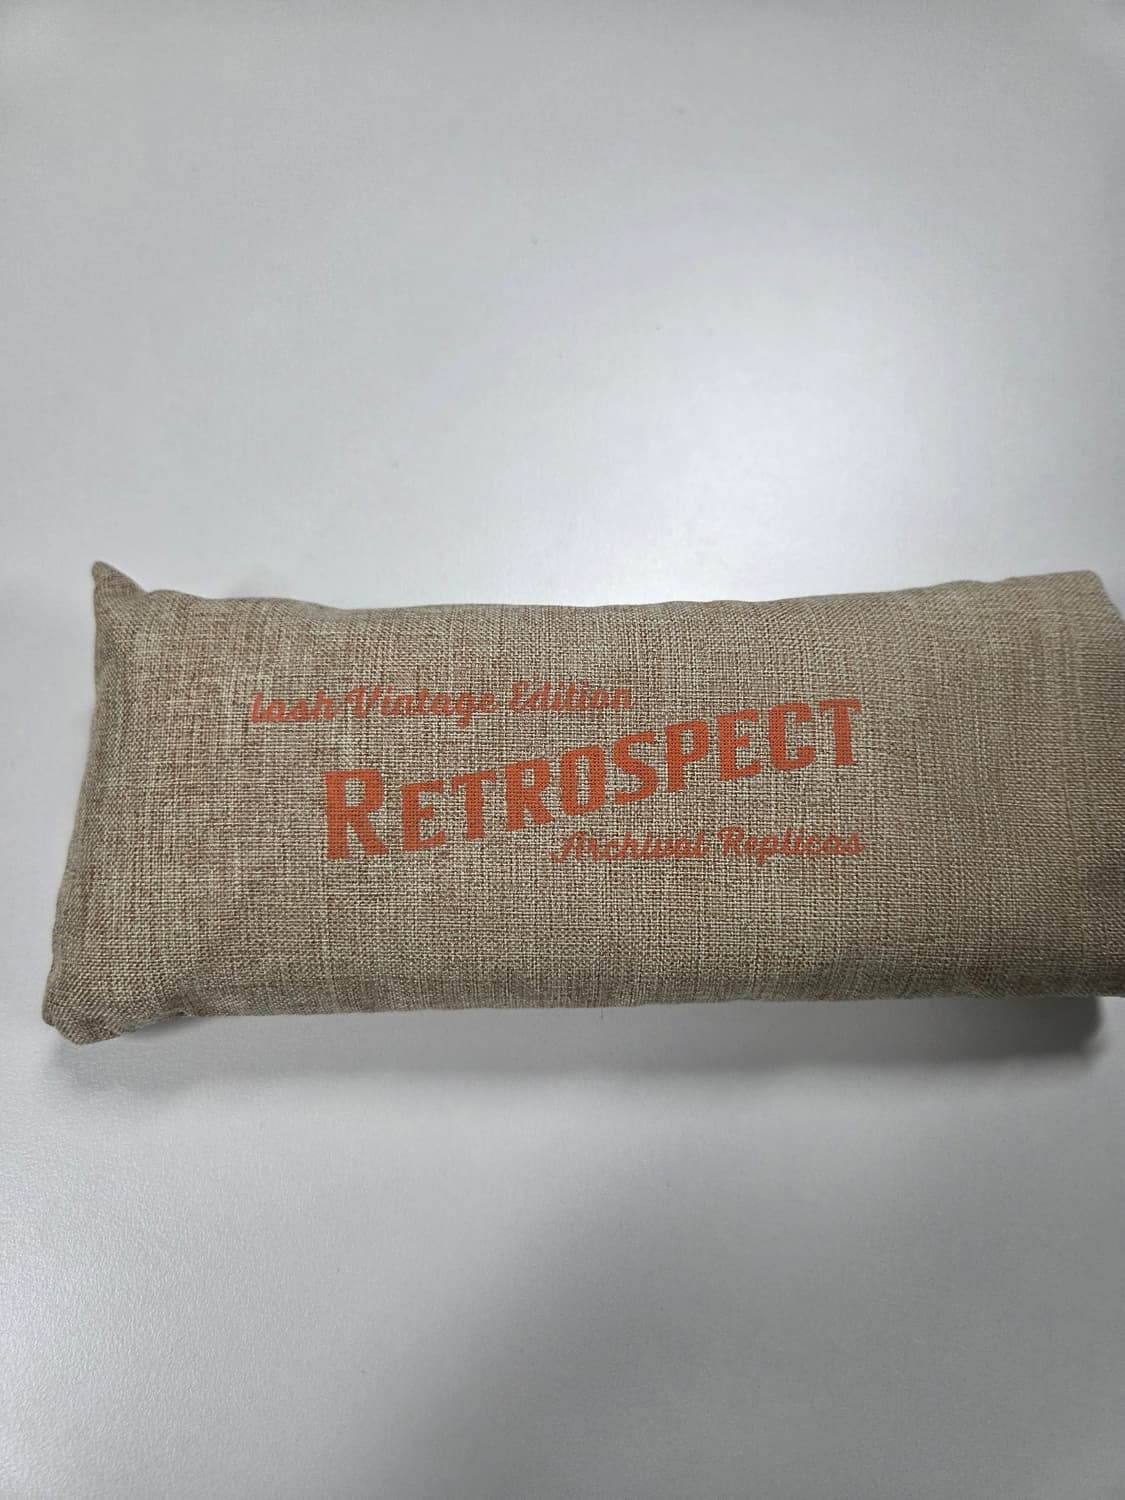 Lash Vintage Edition
RETROSPECT
Archival Replicas